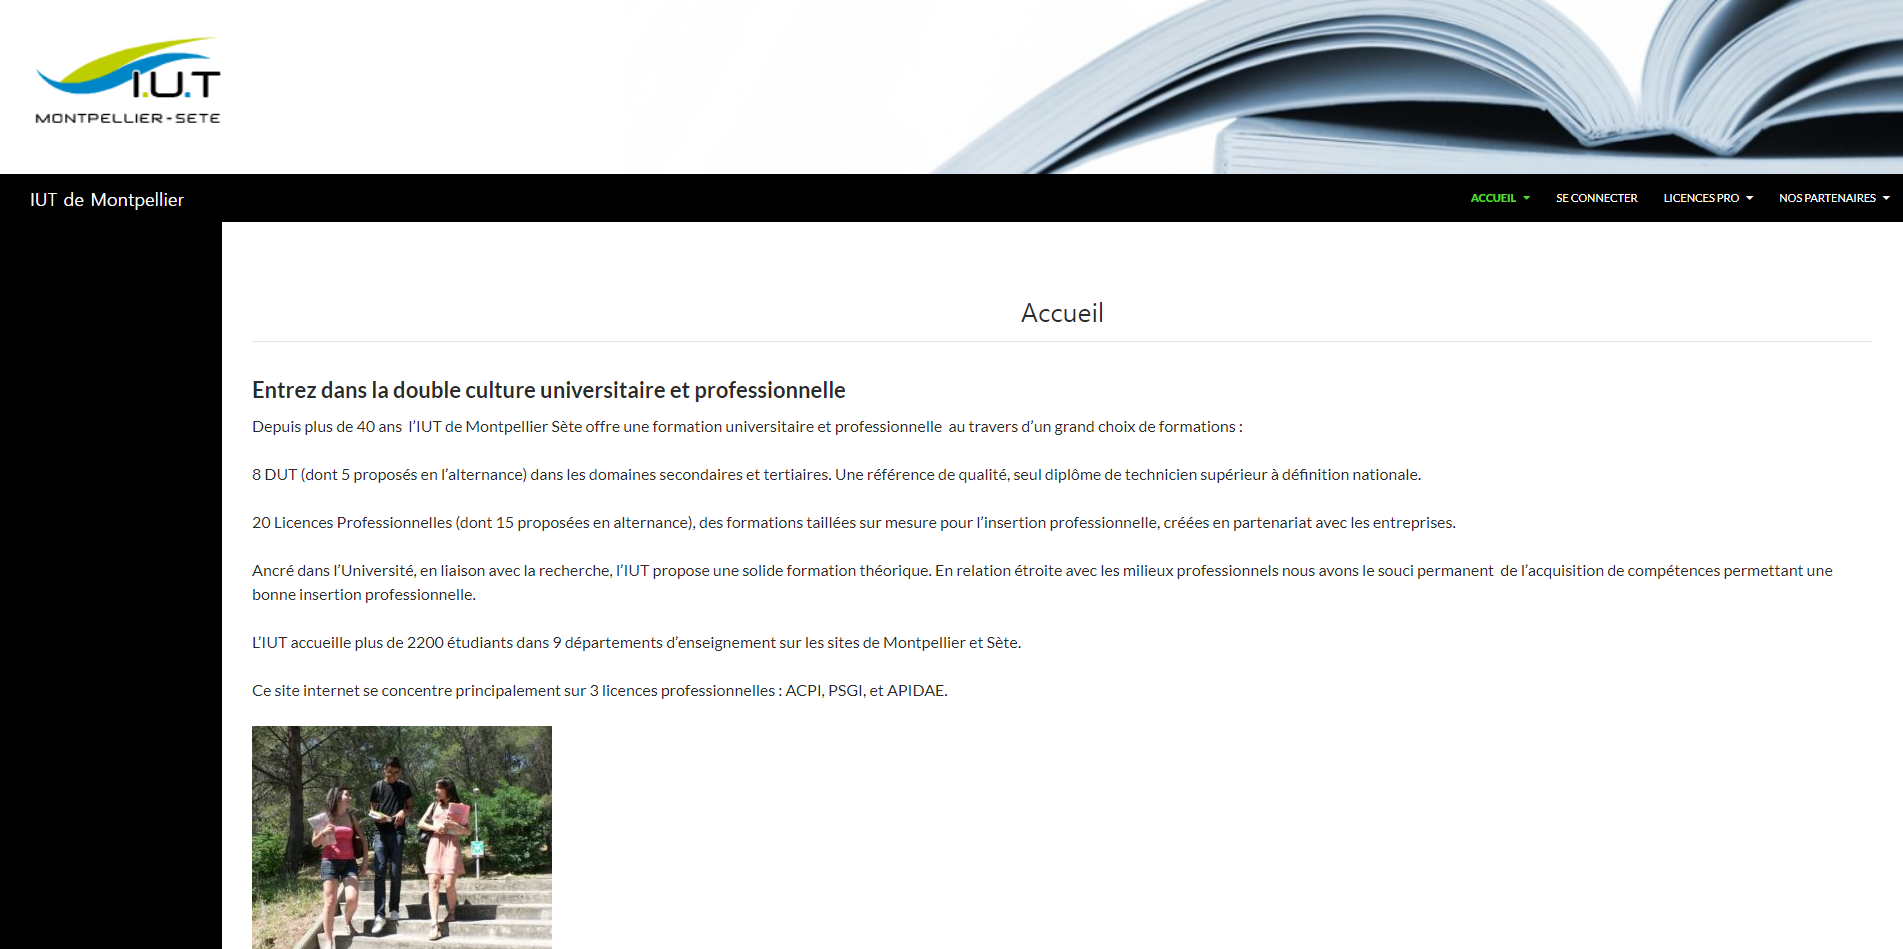 I.U.T
MONTPELLIER-SETE
IUT de Montpellier
ACCUEIL
SE CONNECTER
LICENCES PRO
NOS PARTENAIRES
Accueil
Entrez dans la double culture universitaire et professionnelle
Depuis plus de 40 ans  l’IUT de Montpellier Sète offre une formation universitaire et professionnelle  au travers d’un grand choix de formations :
8 DUT (dont 5 proposés en l’alternance) dans les domaines secondaires et tertiaires. Une référence de qualité, seul diplôme de technicien supérieur à définition nationale.
20 Licences Professionnelles (dont 15 proposées en alternance), des formations taillées sur mesure pour l’insertion professionnelle, créées en partenariat avec les entreprises.
Ancré dans l’Université, en liaison avec la recherche, l’IUT propose une solide formation théorique. En relation étroite avec les milieux professionnels nous avons le souci permanent  de l’acquisition de compétences permettant une
bonne insertion professionnelle.
L’IUT accueille plus de 2200 étudiants dans 9 départements d’enseignement sur les sites de Montpellier et Sète.
Ce site internet se concentre principalement sur 3 licences professionnelles : ACPI, PSGI, et APIDAE.